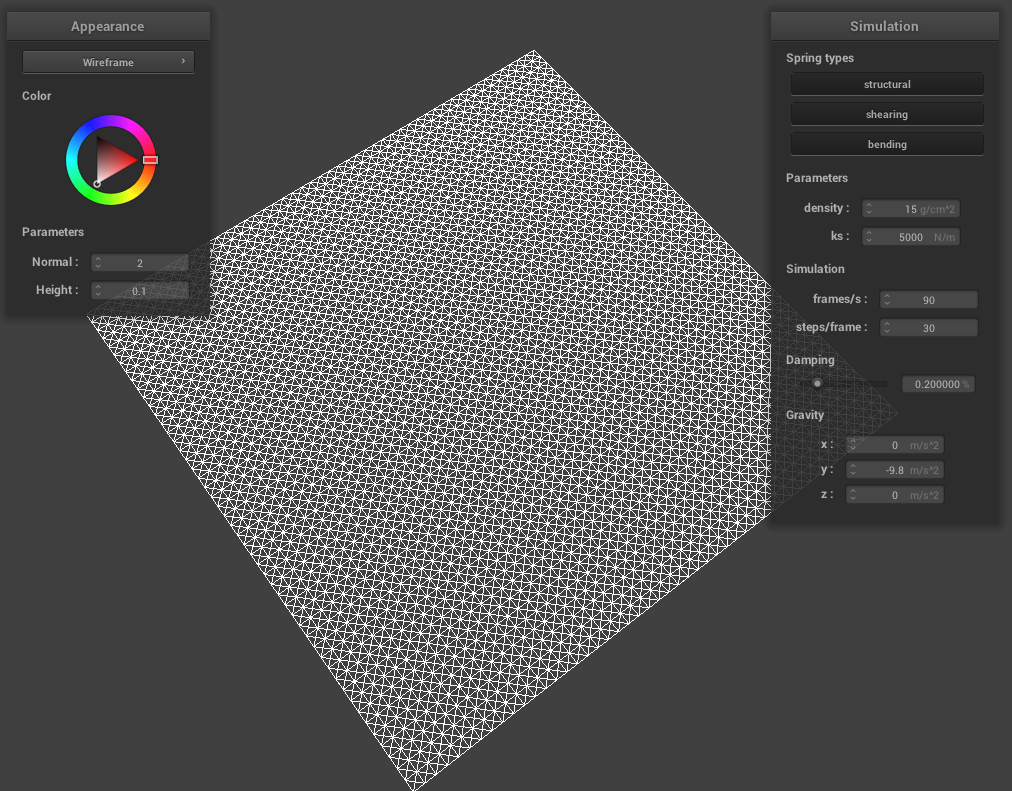 Appearance
Wireframe ›
Color
Parameters
Normal : 2
Height : 0.1
Simulation
Spring types
structural
shearing
bending
Parameters
density : 15 g/cm^2
ks : 5000 N/m
Simulation
frames/s : 90
steps/frame : 30
Damping
0.200000 %
Gravity
x : 0 m/s^2
y : -9.8 m/s^2
z : 0 m/s^2